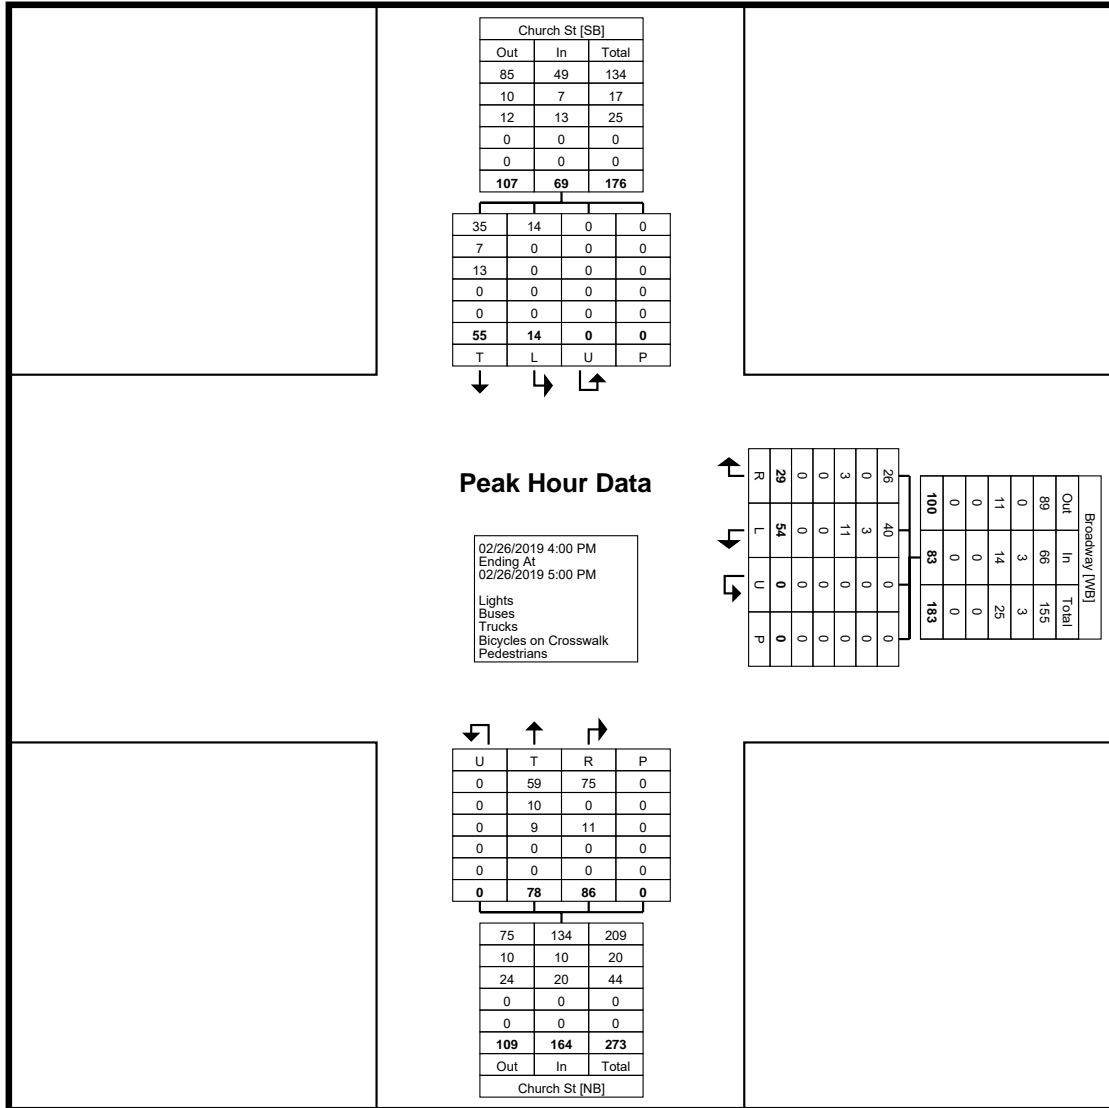 Church St [SB]
Out In Total
85 49 134
10 7 17
12 13 25
0 0 0
0 0 0
107 69 176
35 14 0 0
7 0 0 0
13 0 0 0
0 0 0 0
0 0 0 0
55 14 0 0
T L U P
Peak Hour Data
02/26/2019 4:00 PM
Ending At
02/26/2019 5:00 PM
Lights
Buses
Trucks
Bicycles on Crosswalk
Pedestrians
Broadway [WB]
Out In Total
89 66 155
0 3 3
11 14 25
0 0 0
0 0 0
100 83 183
26 40 0 0
0 3 0 0
3 11 0 0
0 0 0 0
0 0 0 0
29 54 0 0
R L U P
U T R P
0 59 75 0
0 10 0 0
0 9 11 0
0 0 0 0
0 0 0 0
0 78 86 0
75 134 209
10 10 20
24 20 44
0 0 0
0 0 0
109 164 273
Out In Total
Church St [NB]